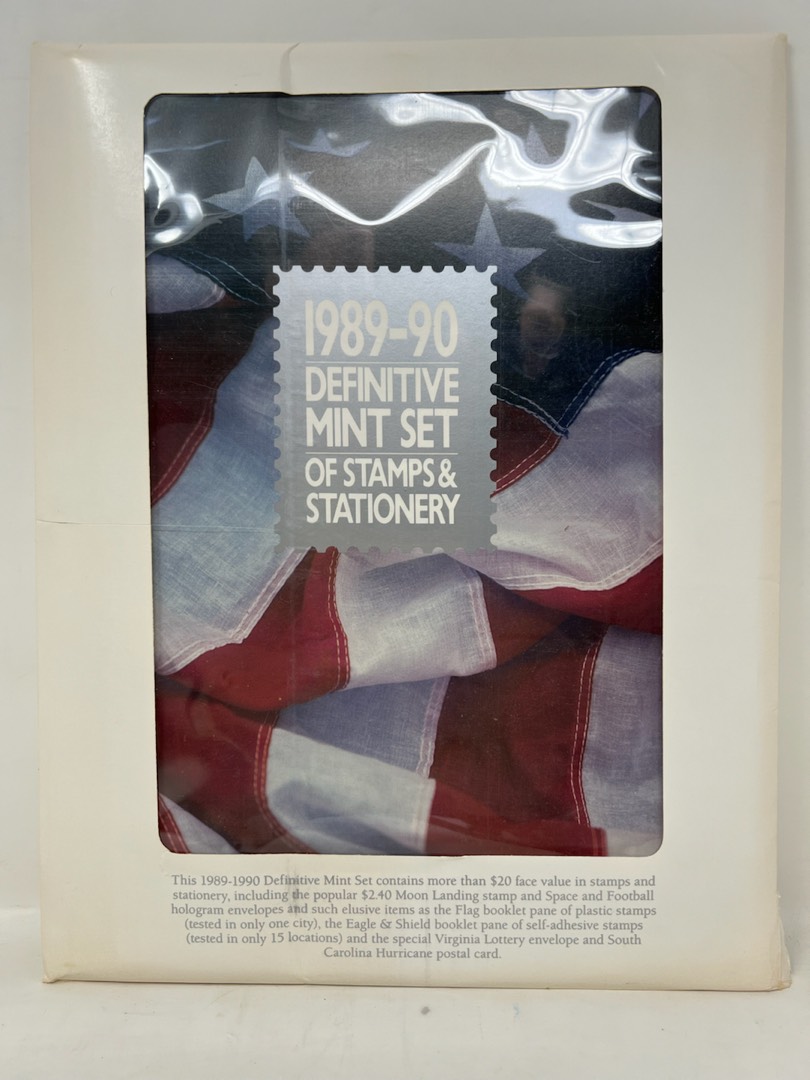 1989-90
DEFINITIVE
MINT SET
OF STAMPS &
STATIONERY
This 1989-1990 Definitive Mint Set contains more than $20 face value in stamps and
stationery, including the popular $2.40 Moon Landing stamp and Space and Football
hologram envelopes and such elusive items as the Flag booklet pane of plastic stamps
(tested in only one city), the Eagle & Shield booklet pane of self-adhesive stamps
(tested in only 15 locations) and the special Virginia Lottery envelope and South
Carolina Hurricane postal card.